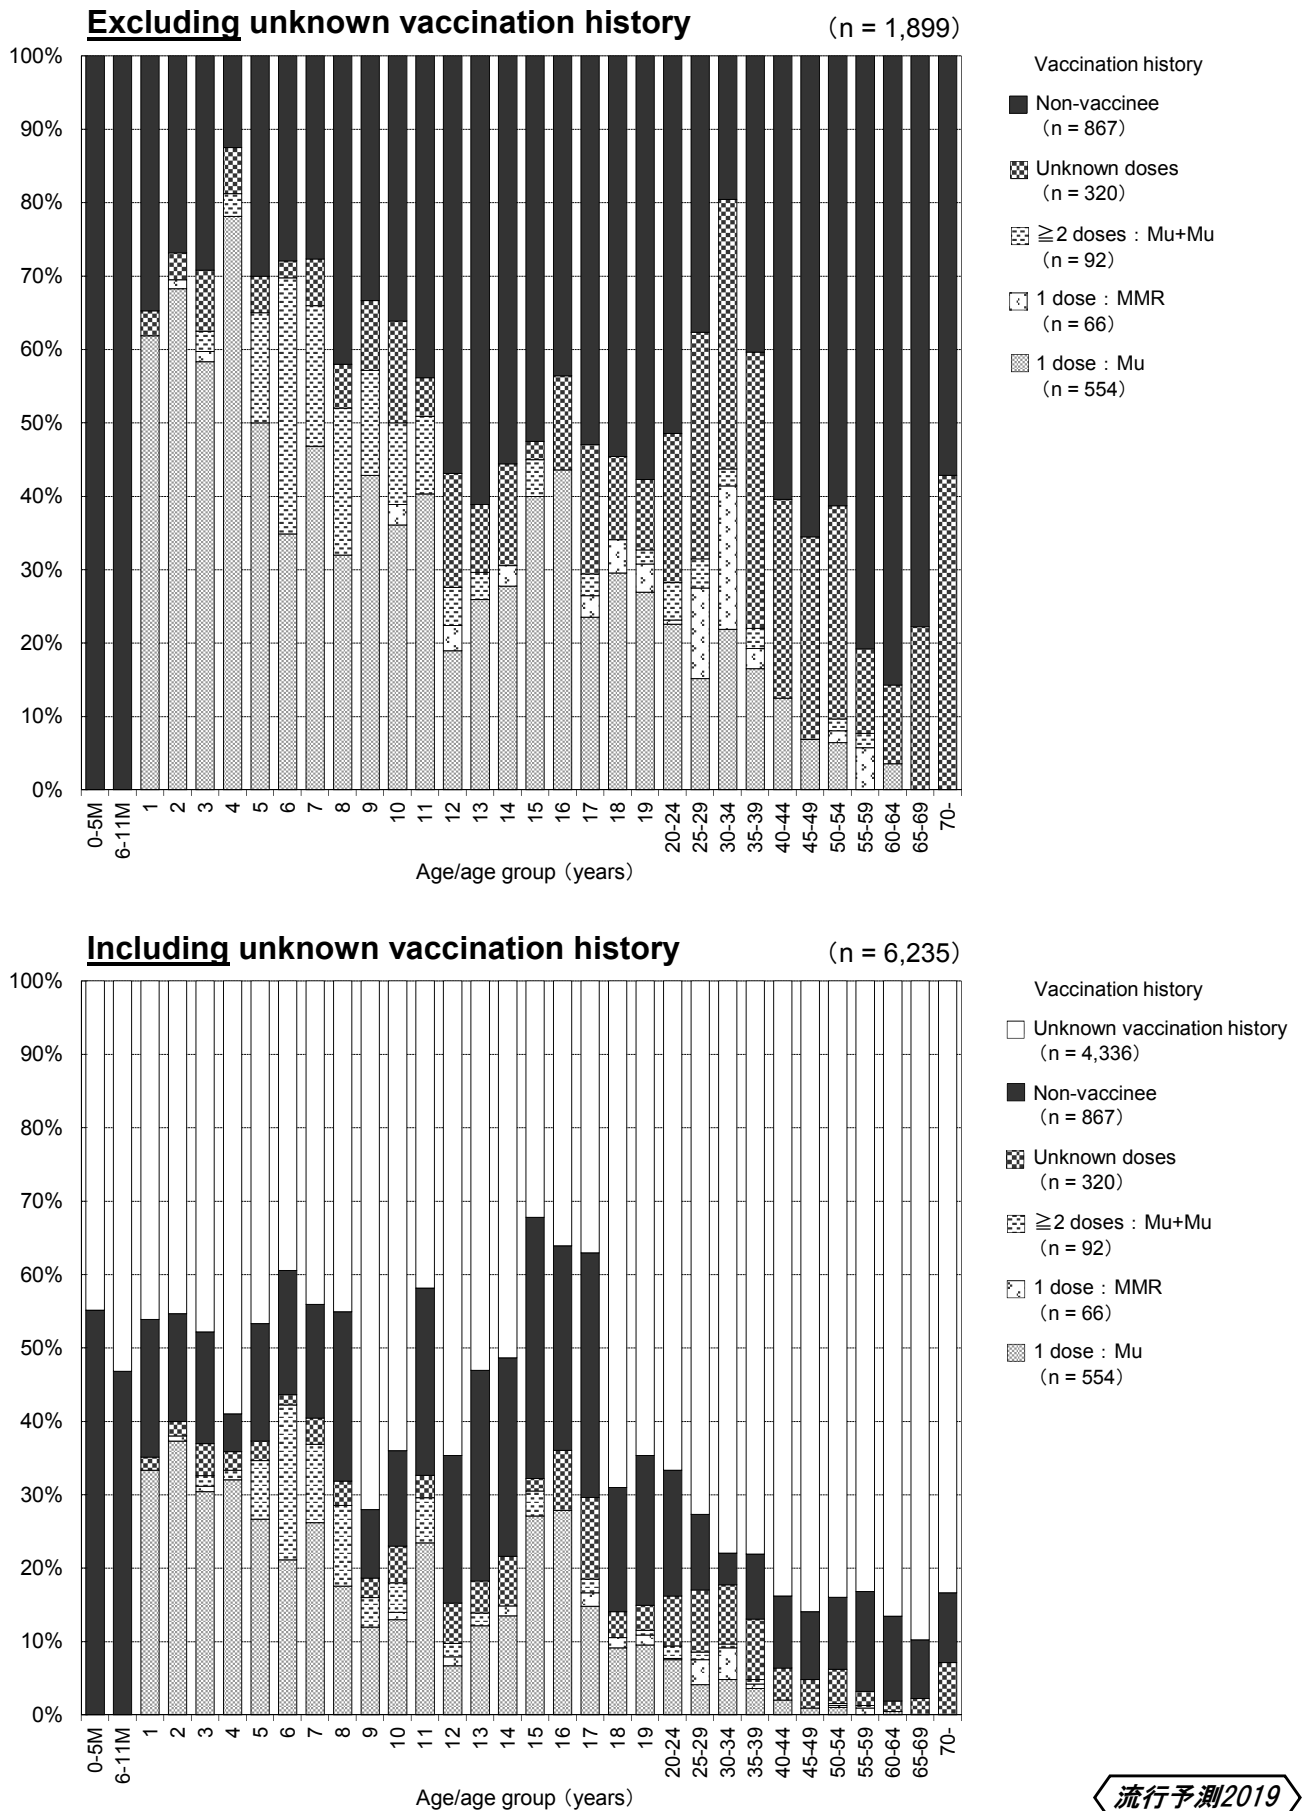 Excluding unknown vaccination history
（n = 1,899）
100%
90%
80%
70%
60%
50%
40%
30%
20%
10%
0%
0-5M
6-11M
1
2
3
4
5
6
7
8
9
10
11
12
13
14
15
16
17
18
19
20-24
25-29
30-34
35-39
40-44
45-49
50-54
55-59
60-64
65-69
70-
Age/age group（years）
Vaccination history
Non-vaccinee
（n = 867）
Unknown doses
（n = 320）
≧2 doses：Mu+Mu
（n = 92）
1 dose：MMR
（n = 66）
1 dose：Mu
（n = 554）
Including unknown vaccination history
（n = 6,235）
100%
90%
80%
70%
60%
50%
40%
30%
20%
10%
0%
0-5M
6-11M
1
2
3
4
5
6
7
8
9
10
11
12
13
14
15
16
17
18
19
20-24
25-29
30-34
35-39
40-44
45-49
50-54
55-59
60-64
65-69
70-
Age/age group（years）
Vaccination history
Unknown vaccination history
（n = 4,336）
Non-vaccinee
（n = 867）
Unknown doses
（n = 320）
≧2 doses：Mu+Mu
（n = 92）
1 dose：MMR
（n = 66）
1 dose：Mu
（n = 554）
流行予測2019